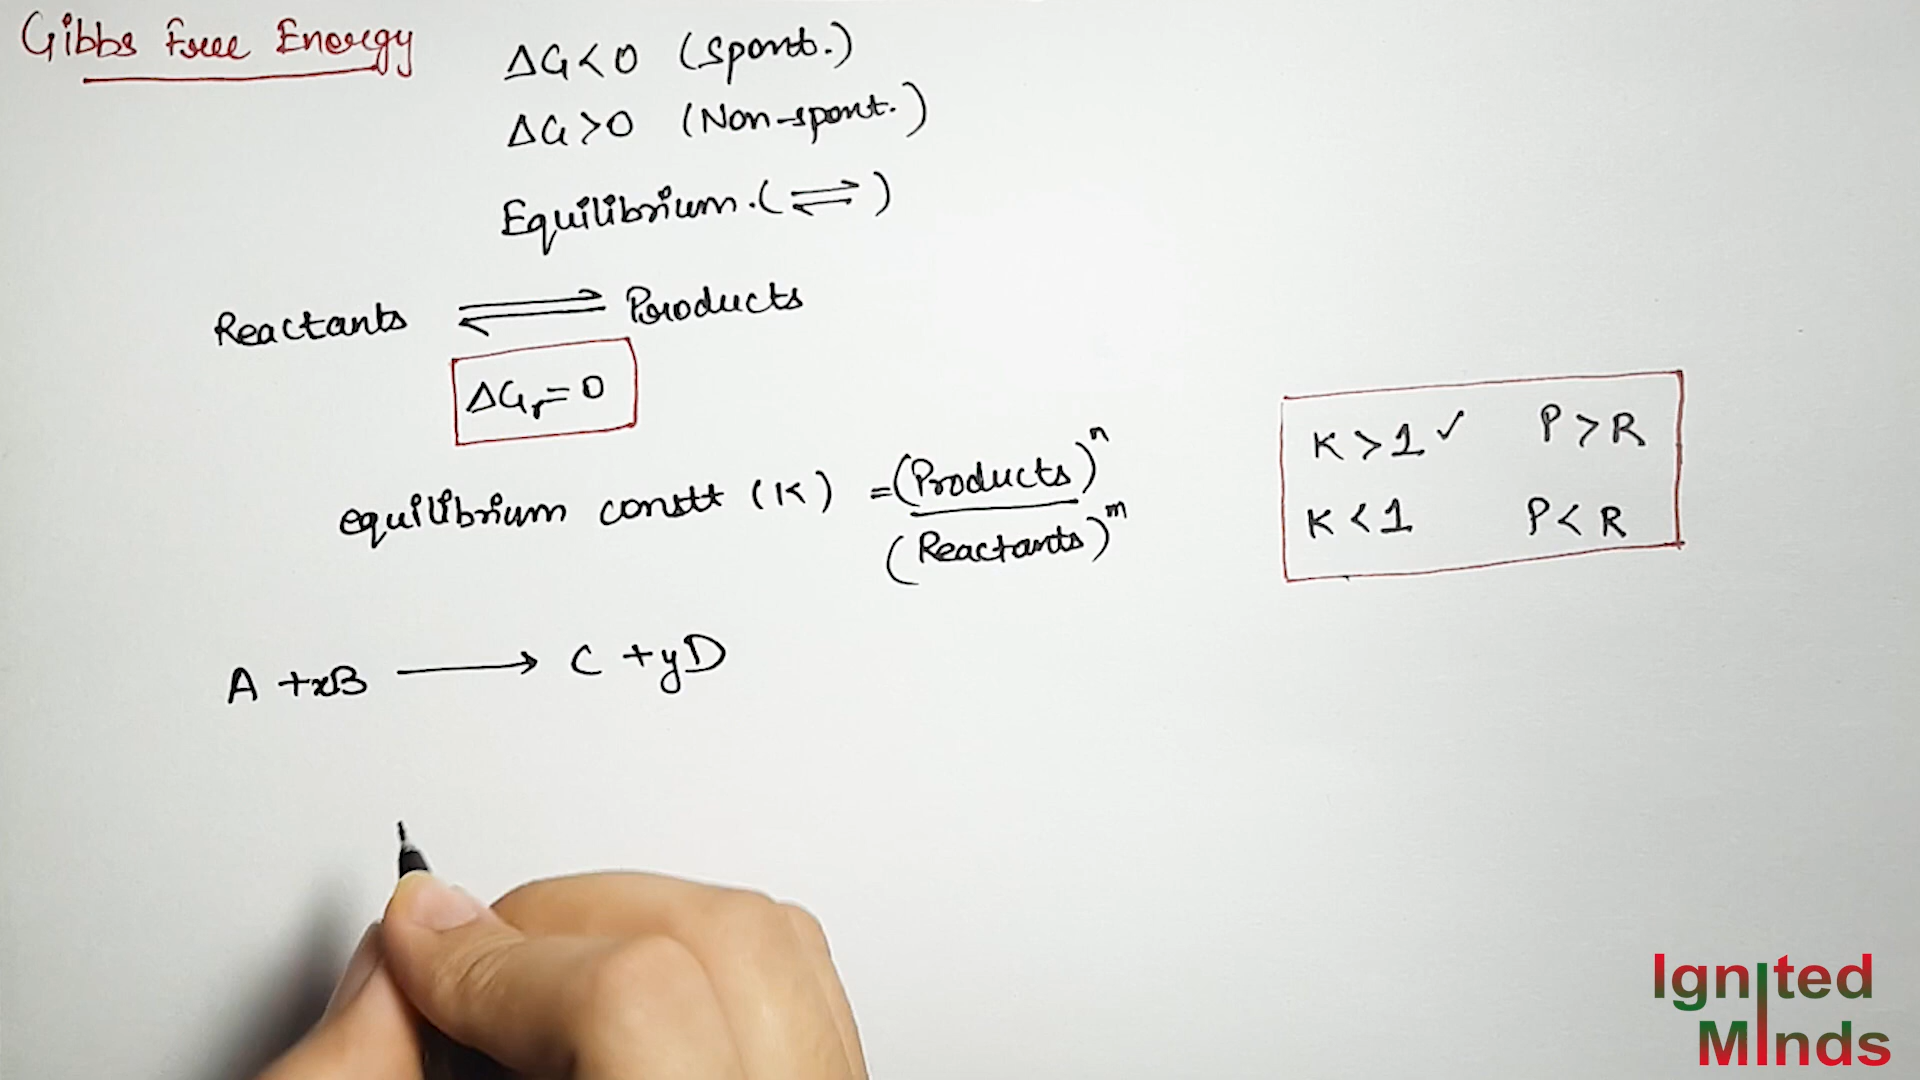 Gibbs Free Energy
ΔG<0 (Spont.)
ΔG>0 (Non-spont.)
Equilibrium.(⇌)
Reactants ⇌ Products
ΔGr=0
equilibrium constt (K) = (Products)^n / (Reactants)^m
K>1 ✓ P>R
K<1 P<R
A +xB ⟶ C +yD
Ignited
Minds